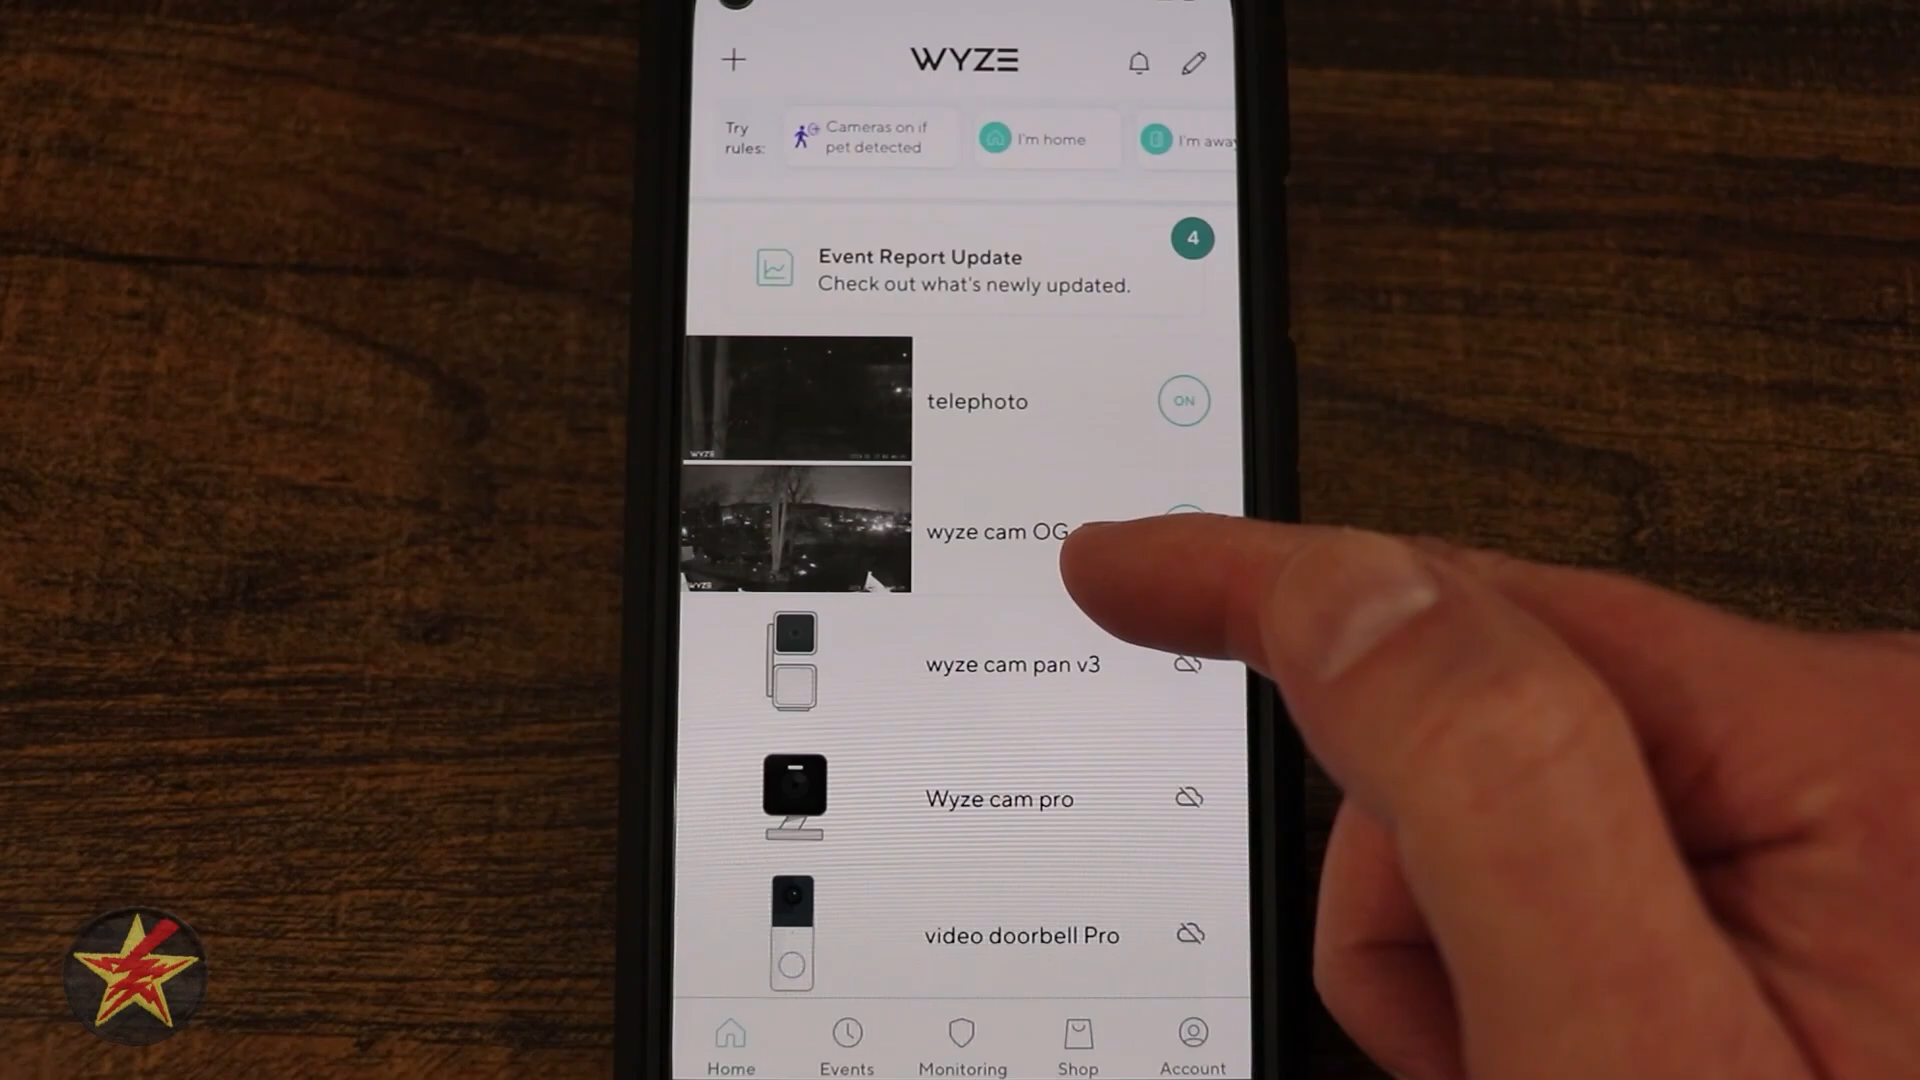 WYZE
Try
rules:
Cameras on if
pet detected
I'm home
I'm away
4
Event Report Update
Check out what's newly updated.
telephoto
ON
WYZE
wyze cam OG
WYZE
wyze cam pan v3
Wyze cam pro
video doorbell Pro
Home
Events
Monitoring
Shop
Account